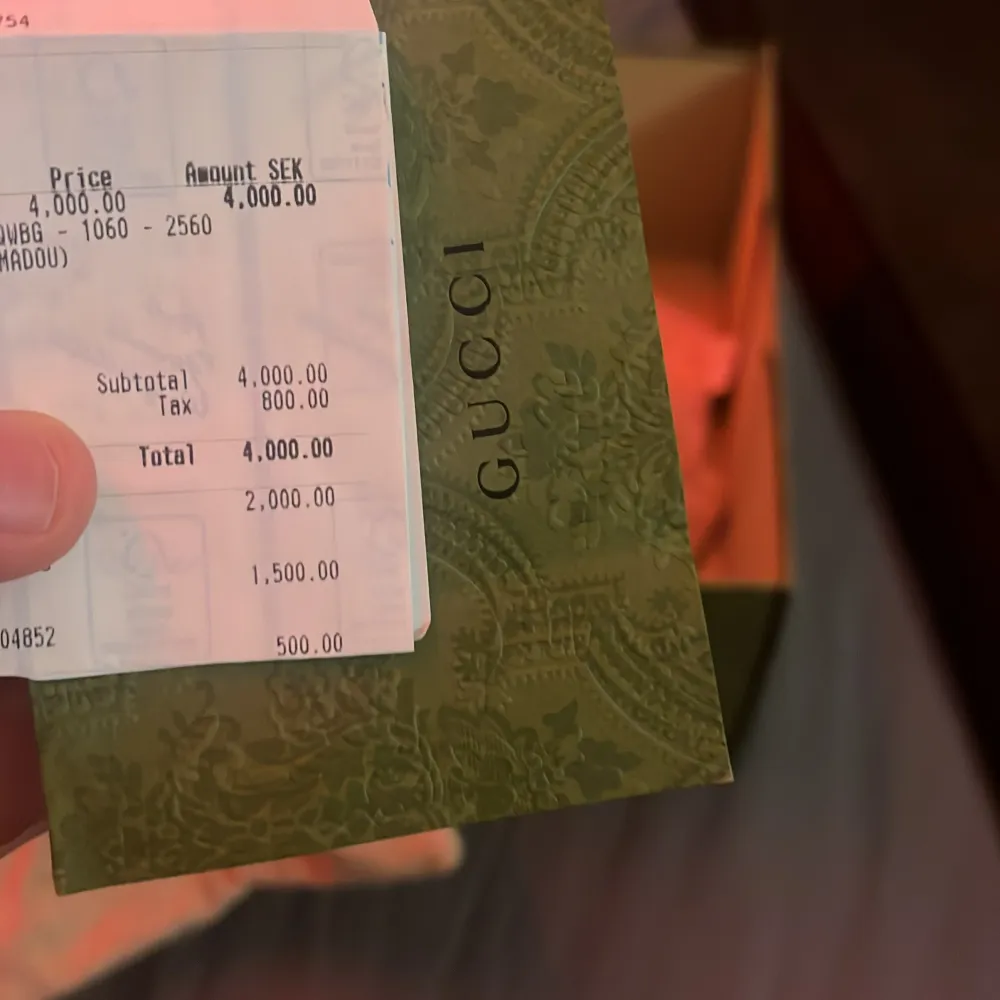 754
Price Amount SEK
4,000.00 4,000.00
QWBG - 1060 - 2560
MADOU)
Subtotal 4,000.00
Tax 800.00
Total 4,000.00
2,000.00
1,500.00
04852 500.00
GUCCI